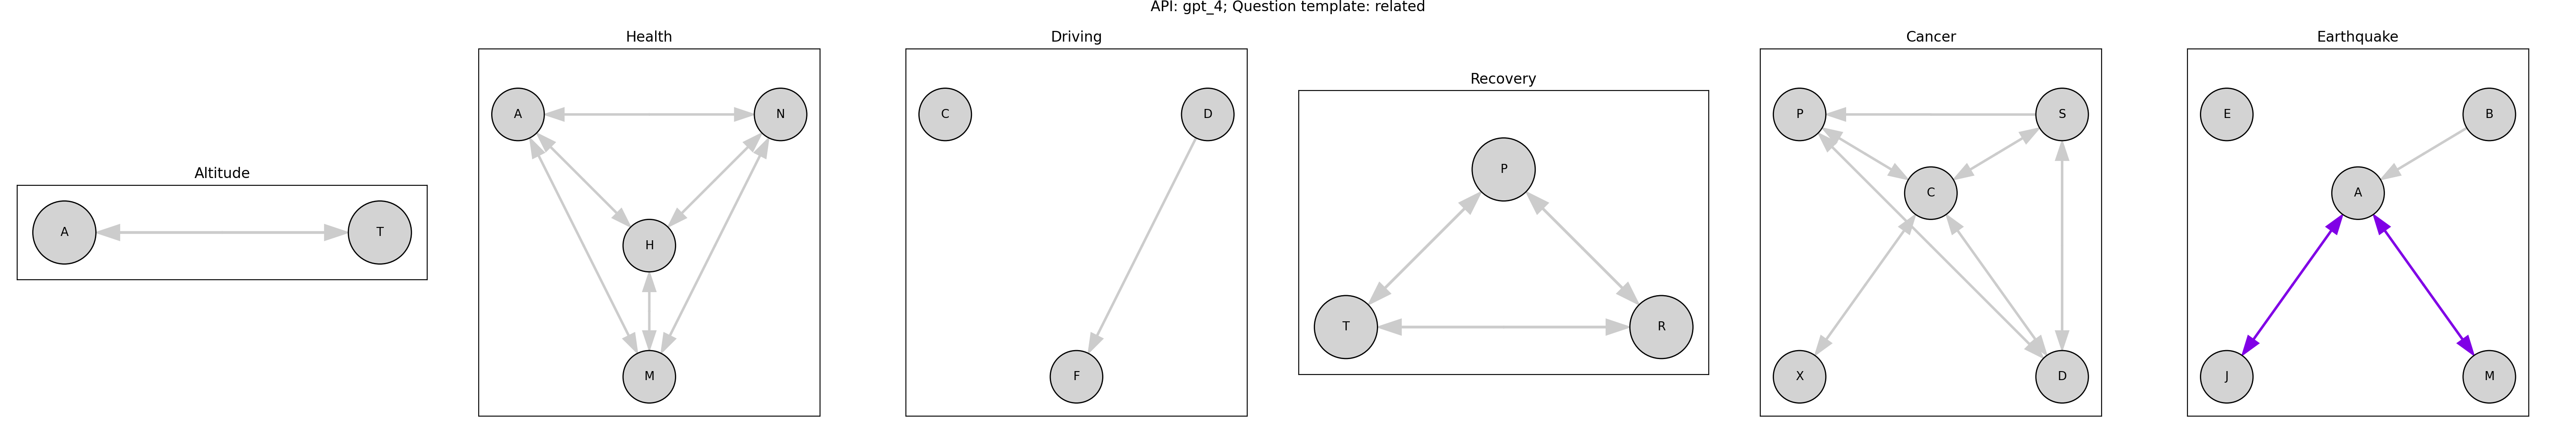 API: gpt_4; Question template: related
Altitude
A
T
Health
A
N
H
M
Driving
C
D
F
Recovery
P
T
R
Cancer
P
S
C
X
D
Earthquake
E
B
A
J
M